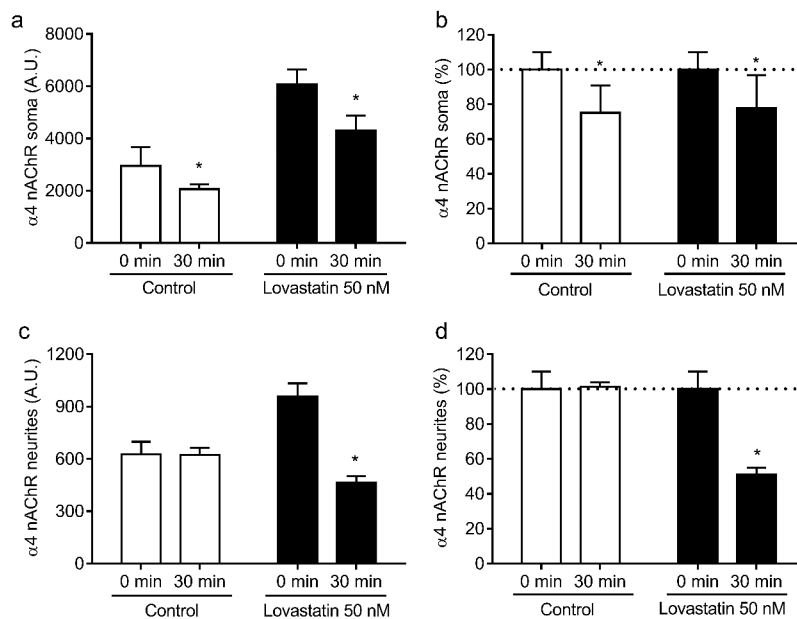 a
α4 nAChR soma (A.U.)
8000
6000
4000
2000
0
*
*
0 min 30 min 0 min 30 min
Control Lovastatin 50 nM
b
α4 nAChR soma (%)
120
100
80
60
40
20
0
*
*
0 min 30 min 0 min 30 min
Control Lovastatin 50 nM
c
α4 nAChR neurites (A.U.)
1200
900
600
300
0
*
0 min 30 min 0 min 30 min
Control Lovastatin 50 nM
d
α4 nAChR neurites (%)
120
100
80
60
40
20
0
*
0 min 30 min 0 min 30 min
Control Lovastatin 50 nM